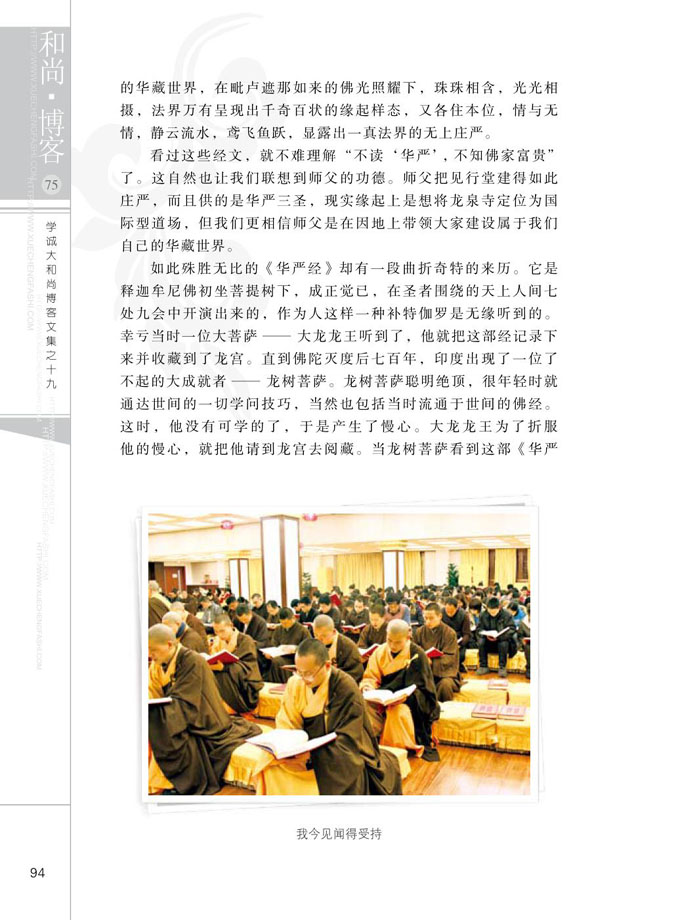 和尚·博客
75
学诚大和尚博客文集之十九
的华藏世界，在毗卢遮那如来的佛光照耀下，珠珠相含，光光相
摄，法界万有呈现出千奇百状的缘起样态，又各住本位，情与无
情，静云流水，鸢飞鱼跃，显露出一真法界的无上庄严。
看过这些经文，就不难理解“不读‘华严’，不知佛家富贵”
了。这自然也让我们联想到师父的功德。师父把见行堂建得如此
庄严，而且供的是华严三圣，现实缘起上是想将龙泉寺定位为国
际型道场，但我们更相信师父是在因地上带领大家建设属于我们
自己的华藏世界。
如此殊胜无比的《华严经》却有一段曲折奇特的来历。它是
释迦牟尼佛初坐菩提树下，成正觉已，在圣者围绕的天上人间七
处九会中开演出来的，作为人这样一种补特伽罗是无缘听到的。
幸亏当时一位大菩萨 —— 大龙龙王听到了，他就把这部经记录下
来并收藏到了龙宫。直到佛陀灭度后七百年，印度出现了一位了
不起的大成就者 —— 龙树菩萨。龙树菩萨聪明绝顶，很年轻时就
通达世间的一切学问技巧，当然也包括当时流通于世间的佛经。
这时，他没有可学的了，于是产生了慢心。大龙龙王为了折服
他的慢心，就把他请到龙宫去阅藏。当龙树菩萨看到这部《华严
我今见闻得受持
94
HTTP://WWW.XUECHENGFASHI.COM